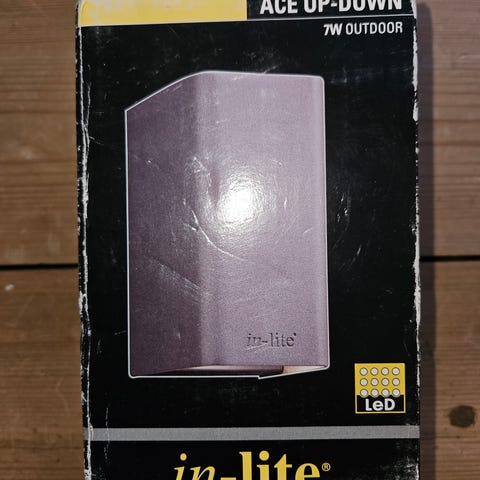 ACE UP-DOWN
7W OUTDOOR
in-lite®
LeD
in-lite®